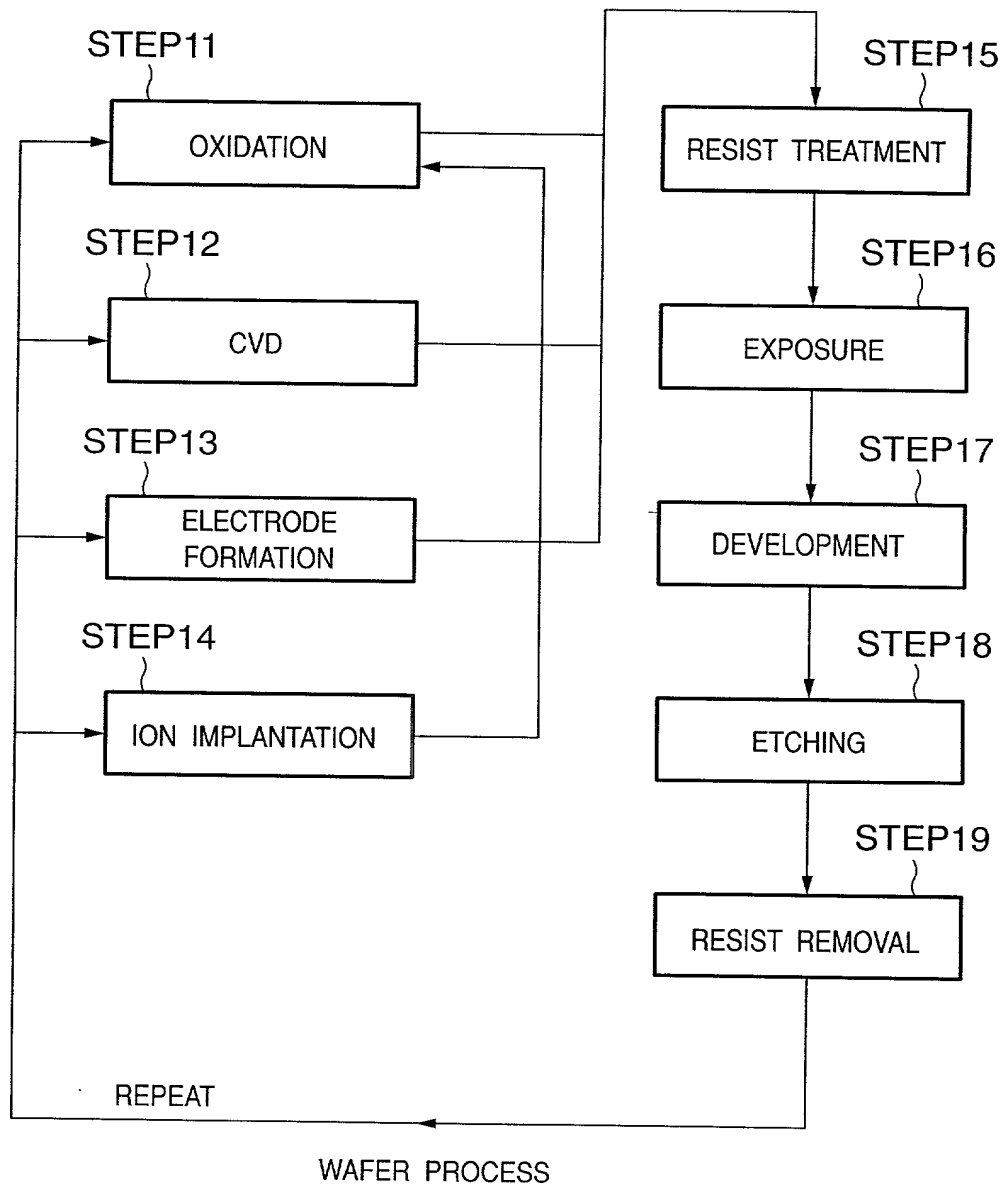 STEP11
OXIDATION
STEP12
CVD
STEP13
ELECTRODE
FORMATION
STEP14
ION IMPLANTATION
STEP15
RESIST TREATMENT
STEP16
EXPOSURE
STEP17
DEVELOPMENT
STEP18
ETCHING
STEP19
RESIST REMOVAL
REPEAT
WAFER PROCESS